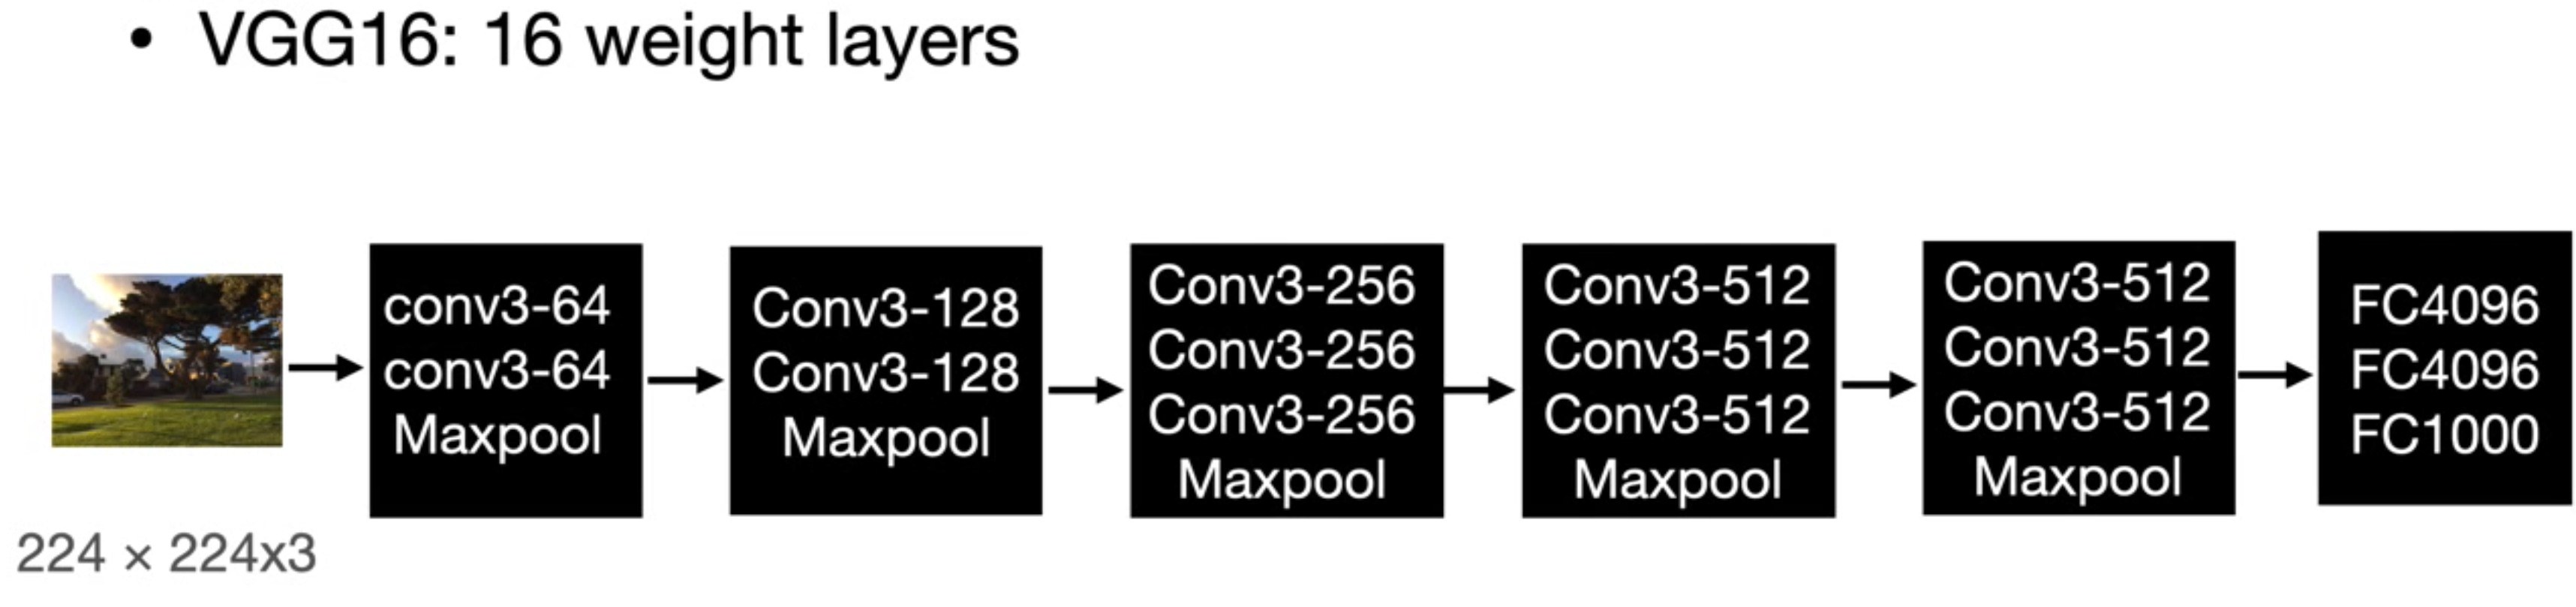 • VGG16: 16 weight layers
224 × 224x3
conv3-64
conv3-64
Maxpool
Conv3-128
Conv3-128
Maxpool
Conv3-256
Conv3-256
Conv3-256
Maxpool
Conv3-512
Conv3-512
Conv3-512
Maxpool
Conv3-512
Conv3-512
Conv3-512
Maxpool
FC4096
FC4096
FC1000